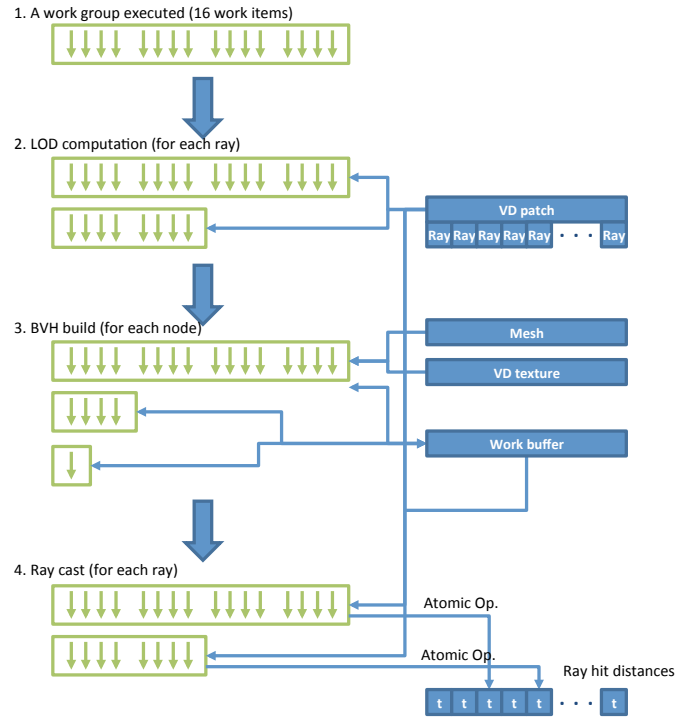 1. A work group executed (16 work items)
2. LOD computation (for each ray)
VD patch
Ray Ray Ray Ray Ray · · · Ray
3. BVH build (for each node)
Mesh
VD texture
Work buffer
4. Ray cast (for each ray)
Atomic Op.
Atomic Op.
Ray hit distances
t t t t t · · · t